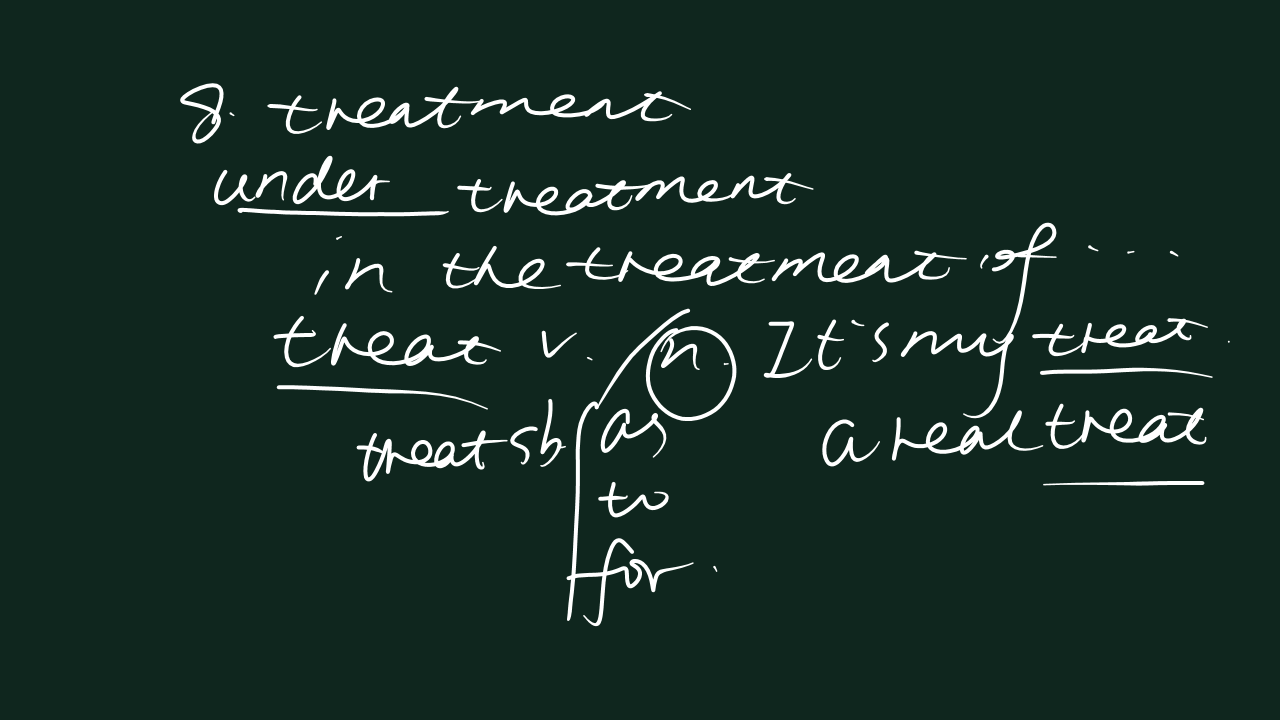 8. treatment
under treatment
in the treatment of ...
treat v. n. It's my treat.
treat sb as a real treat
to
for.